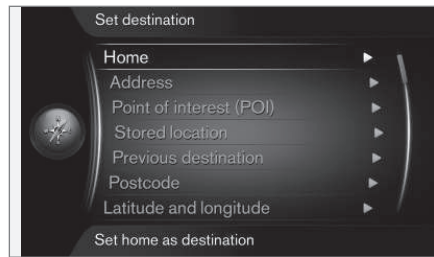 Set destination
Home
Address
Point of interest (POI)
Stored location
Previous destination
Postcode
Latitude and longitude
Set home as destination